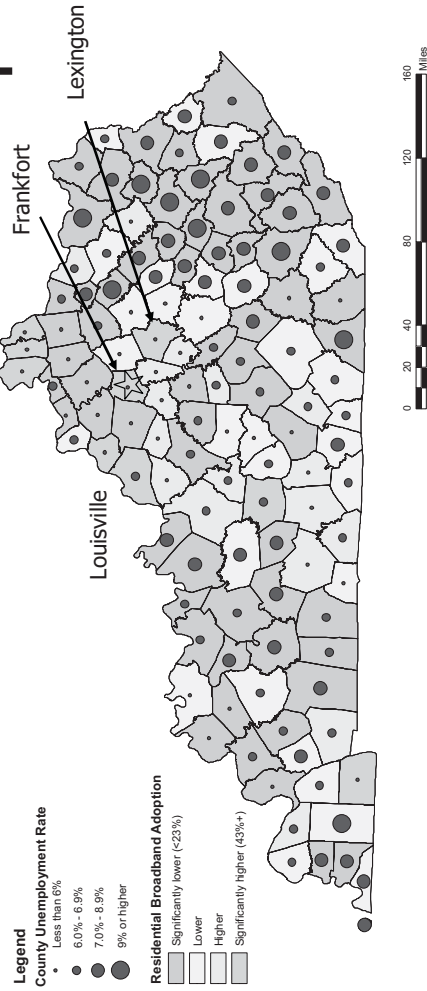 Lexington
Frankfort
Louisville
Legend
County Unemployment Rate
Less than 6%
6.0% - 6.9%
7.0% - 8.9%
9% or higher
Residential Broadband Adoption
Significantly lower (<23%)
Lower
Higher
Significantly higher (43%+)
0 20 40 80 120 160
Miles